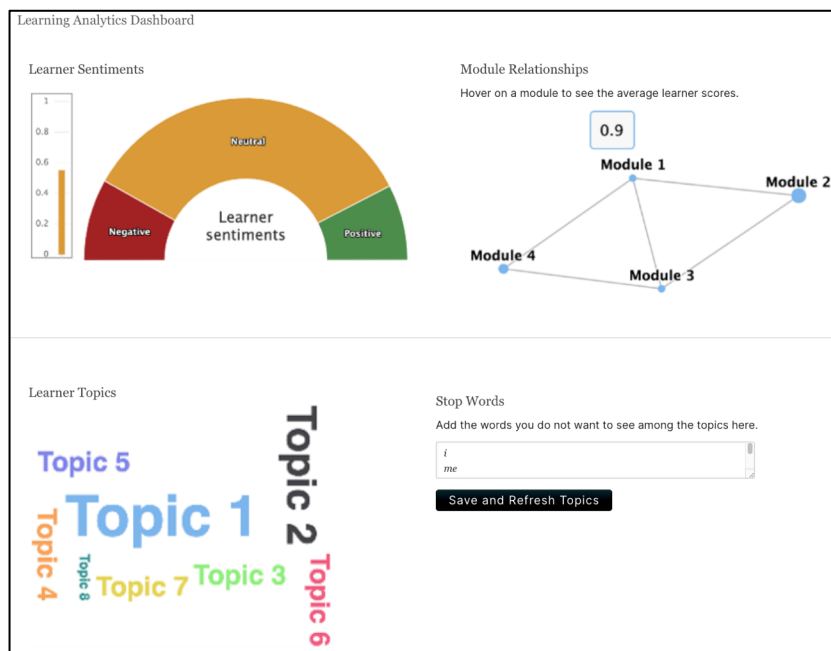 Learning Analytics Dashboard
Learner Sentiments
1
0.8
0.6
0.4
0.2
0
Neutral
Negative
Learner
sentiments
Positive
Module Relationships
Hover on a module to see the average learner scores.
0.9
Module 1
Module 2
Module 4
Module 3
Learner Topics
Topic 5
Topic 2
Topic 1
Topic 4
Topic 8
Topic 7
Topic 3
Topic 6
Stop Words
Add the words you do not want to see among the topics here.
i
me
Save and Refresh Topics